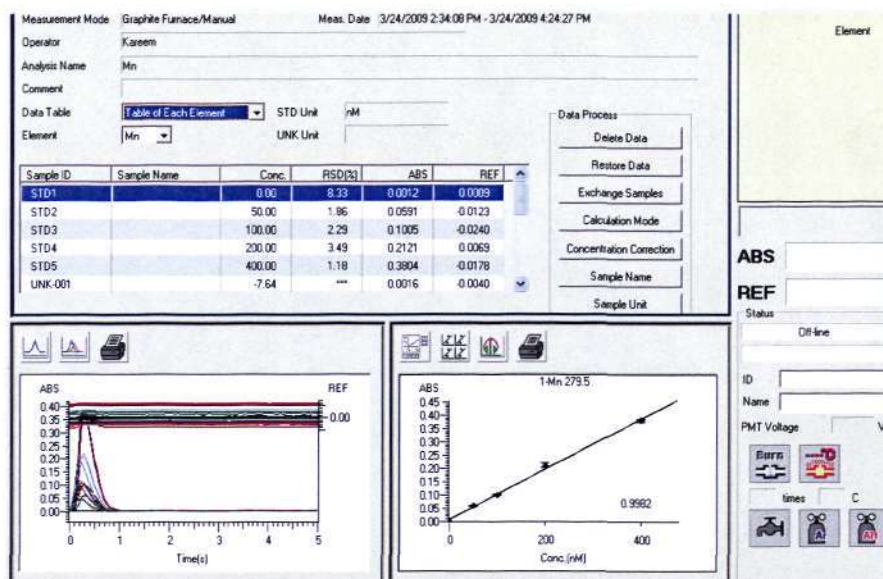 Measurement Mode Graphite Furnace/Manual Meas. Date 3/24/2009 2:34:08 PM - 3/24/2009 4:24:27 PM
Operator Kareem
Analysis Name Mn
Comment
Data Table Table of Each Element STD Unit nM
Element Mn UNK Unit
Sample ID Sample Name Conc. RSD(%) ABS REF
STD1 0.00 8.33 0.0012 0.0009
STD2 50.00 1.86 0.0591 -0.0123
STD3 100.00 2.29 0.1005 -0.0240
STD4 200.00 3.49 0.2121 0.0069
STD5 400.00 1.18 0.3804 -0.0178
UNK-001 -7.64 *** 0.0016 -0.0040
Data Process
Delete Data
Restore Data
Exchange Samples
Calculation Mode
Concentration Correction
Sample Name
Sample Unit
Element
ABS
REF
Status
Off-line
ID
Name
PMT Voltage V
Burn
times C
Ar
ABS REF
0.40
0.35
0.30
0.25
0.20
0.15
0.10
0.05
0.00
0.00
0 1 2 3 4 5
Time(s)
1-Mn 279.5
ABS
0.45
0.40
0.35
0.30
0.25
0.20
0.15
0.10
0.05
0.00
0.9982
0 200 400
Conc.(nM)